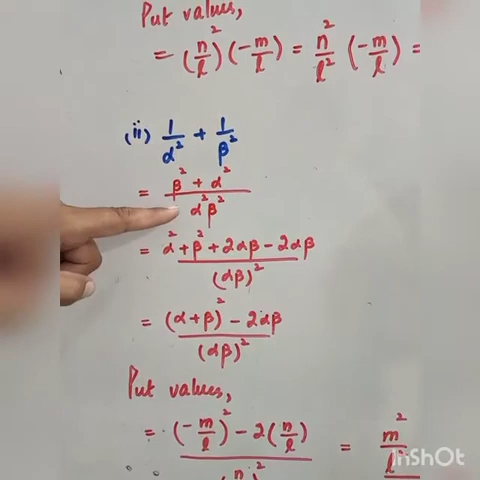 Put values,
= (n/l)² (-m/l) = n²/l² (-m/l) =
(ii) 1/α² + 1/β²
= β² + α² / α²β²
= α² + β² + 2αβ - 2αβ / (αβ)²
= (α+β)² - 2αβ / (αβ)²
Put values,
= (-m/l)² - 2(n/l) / (n = m² / l
InShOt